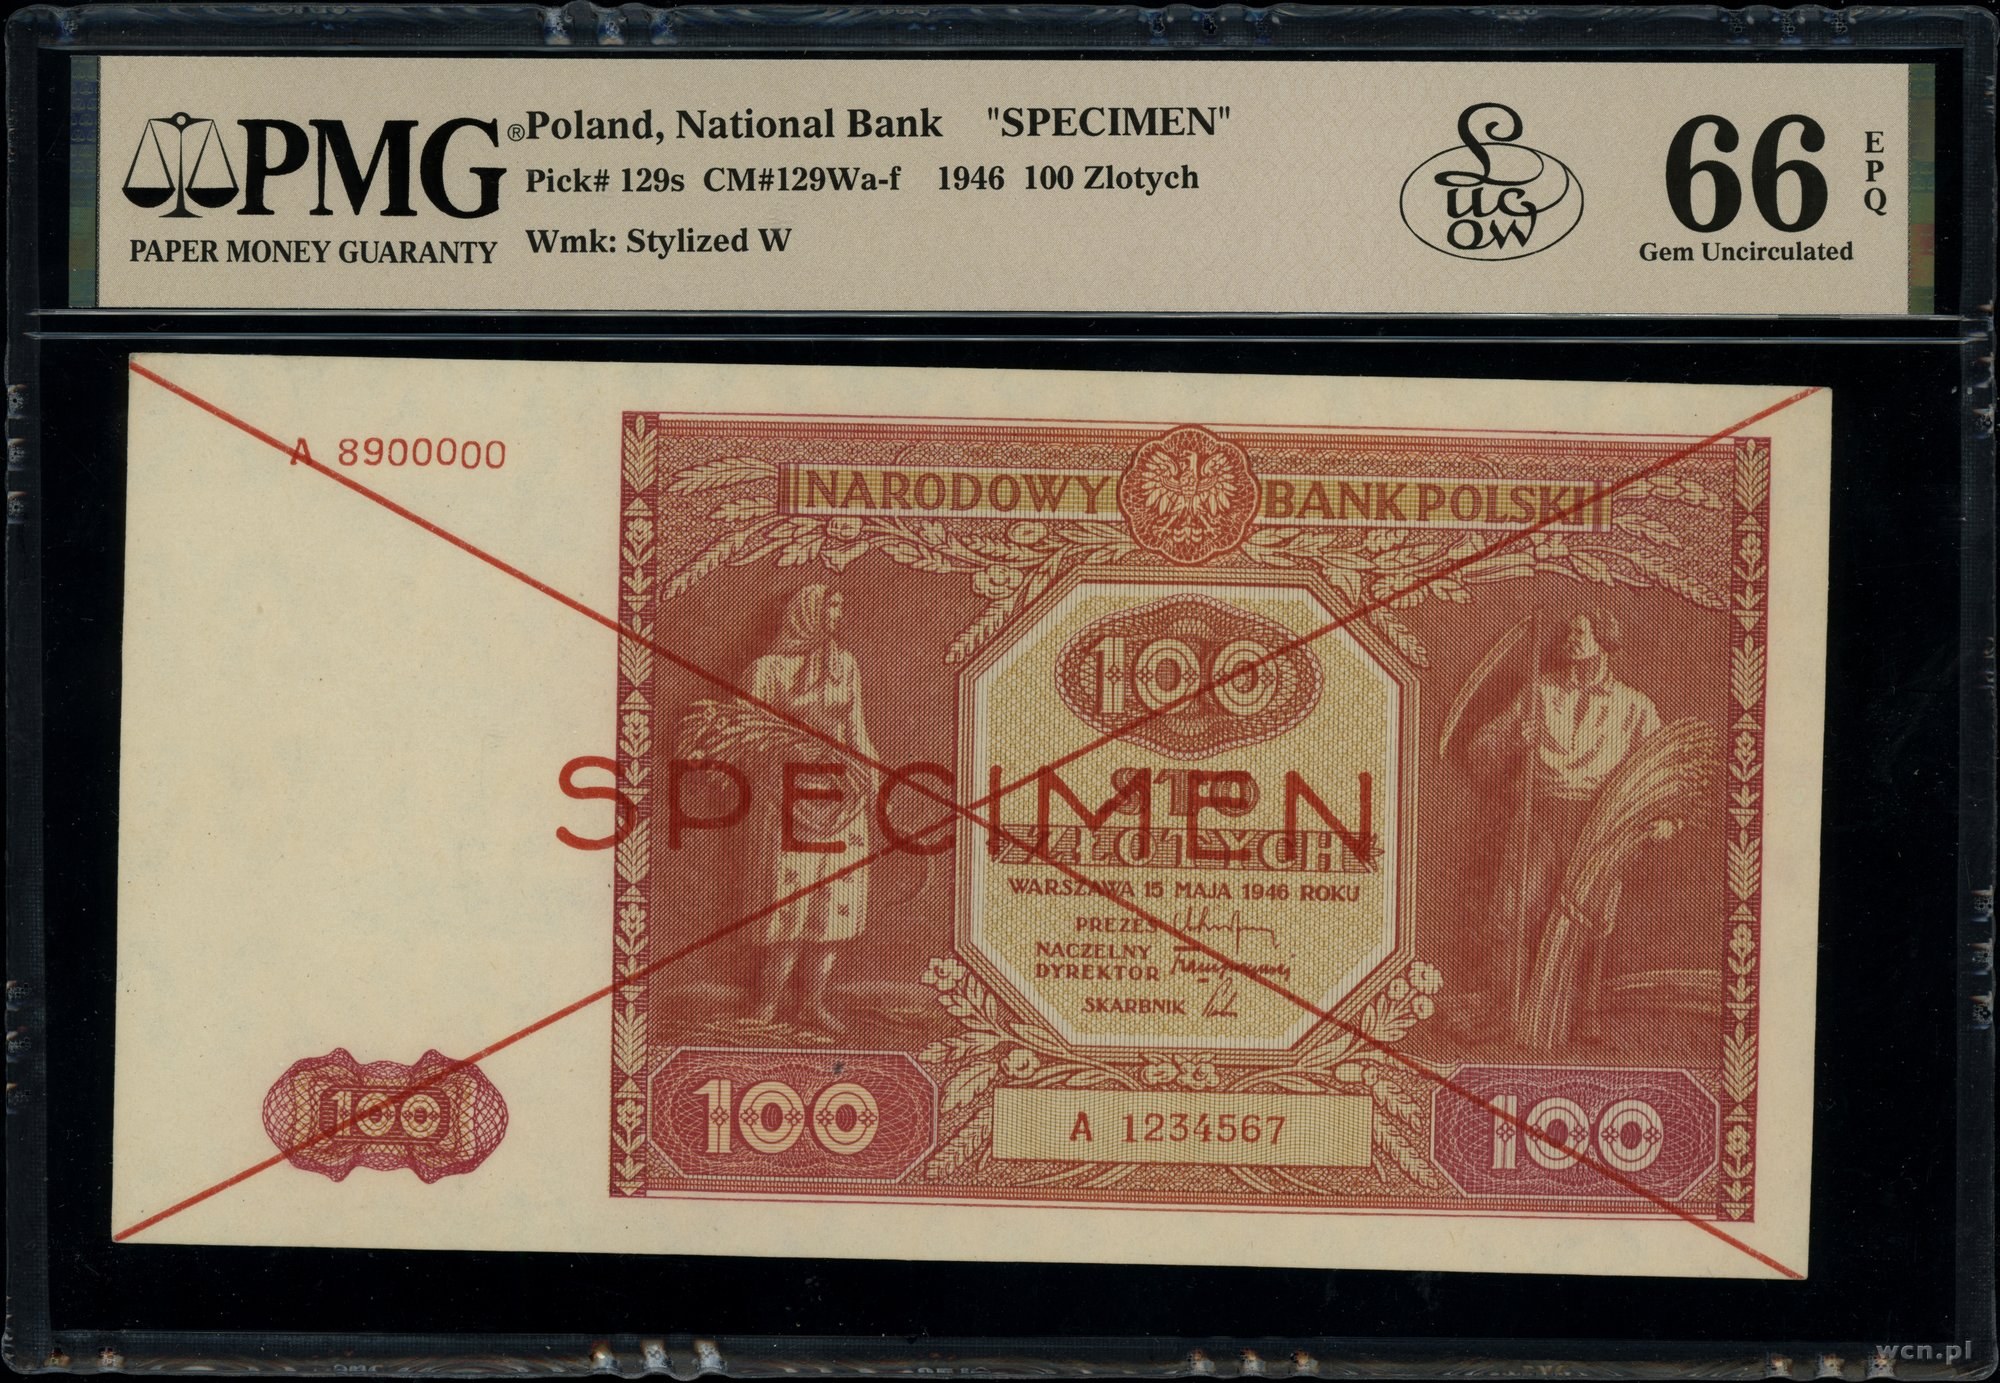 PMG®
PAPER MONEY GUARANTY
Poland, National Bank "SPECIMEN"
Pick# 129s CM#129Wa-f 1946 100 Zlotych
Wmk: Stylized W
Lucow
66
EPQ
Gem Uncirculated
A 8900000
NARODOWY BANK POLSKI
100
SPECIMEN
STO
ZŁOTYCH
WARSZAWA 15 MAJA 1946 ROKU
PREZES
NACZELNY
DYREKTOR
SKARBNIK
100
100
A 1234567
100
wcn.pl